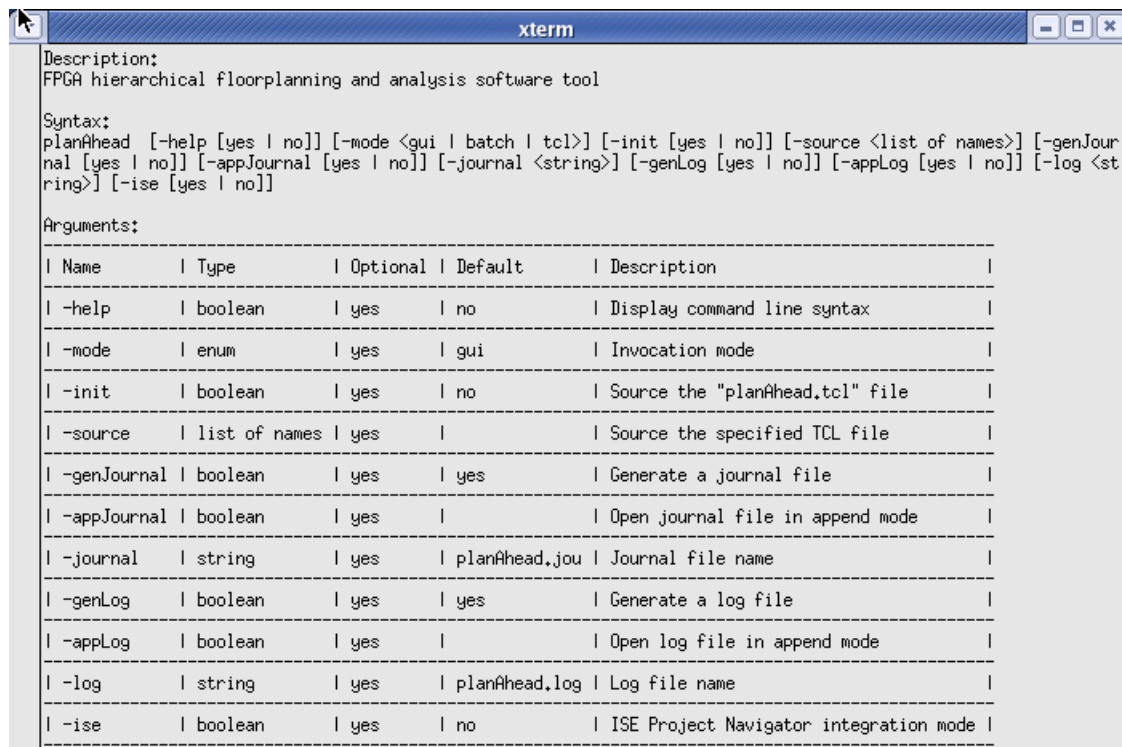 xterm
Description:
FPGA hierarchical floorplanning and analysis software tool
Syntax:
planAhead  [-help [yes | no]] [-mode <gui | batch | tcl>] [-init [yes | no]] [-source <list of names>] [-genJour
nal [yes | no]] [-appJournal [yes | no]] [-journal <string>] [-genLog [yes | no]] [-appLog [yes | no]] [-log <st
ring>] [-ise [yes | no]]
Arguments:
| Name | Type | Optional | Default | Description |
| -help | boolean | yes | no | Display command line syntax |
| -mode | enum | yes | gui | Invocation mode |
| -init | boolean | yes | no | Source the "planAhead.tcl" file |
| -source | list of names | yes | | Source the specified TCL file |
| -genJournal | boolean | yes | yes | Generate a journal file |
| -appJournal | boolean | yes | | Open journal file in append mode |
| -journal | string | yes | planAhead.jou | Journal file name |
| -genLog | boolean | yes | yes | Generate a log file |
| -appLog | boolean | yes | | Open log file in append mode |
| -log | string | yes | planAhead.log | Log file name |
| -ise | boolean | yes | no | ISE Project Navigator integration mode |